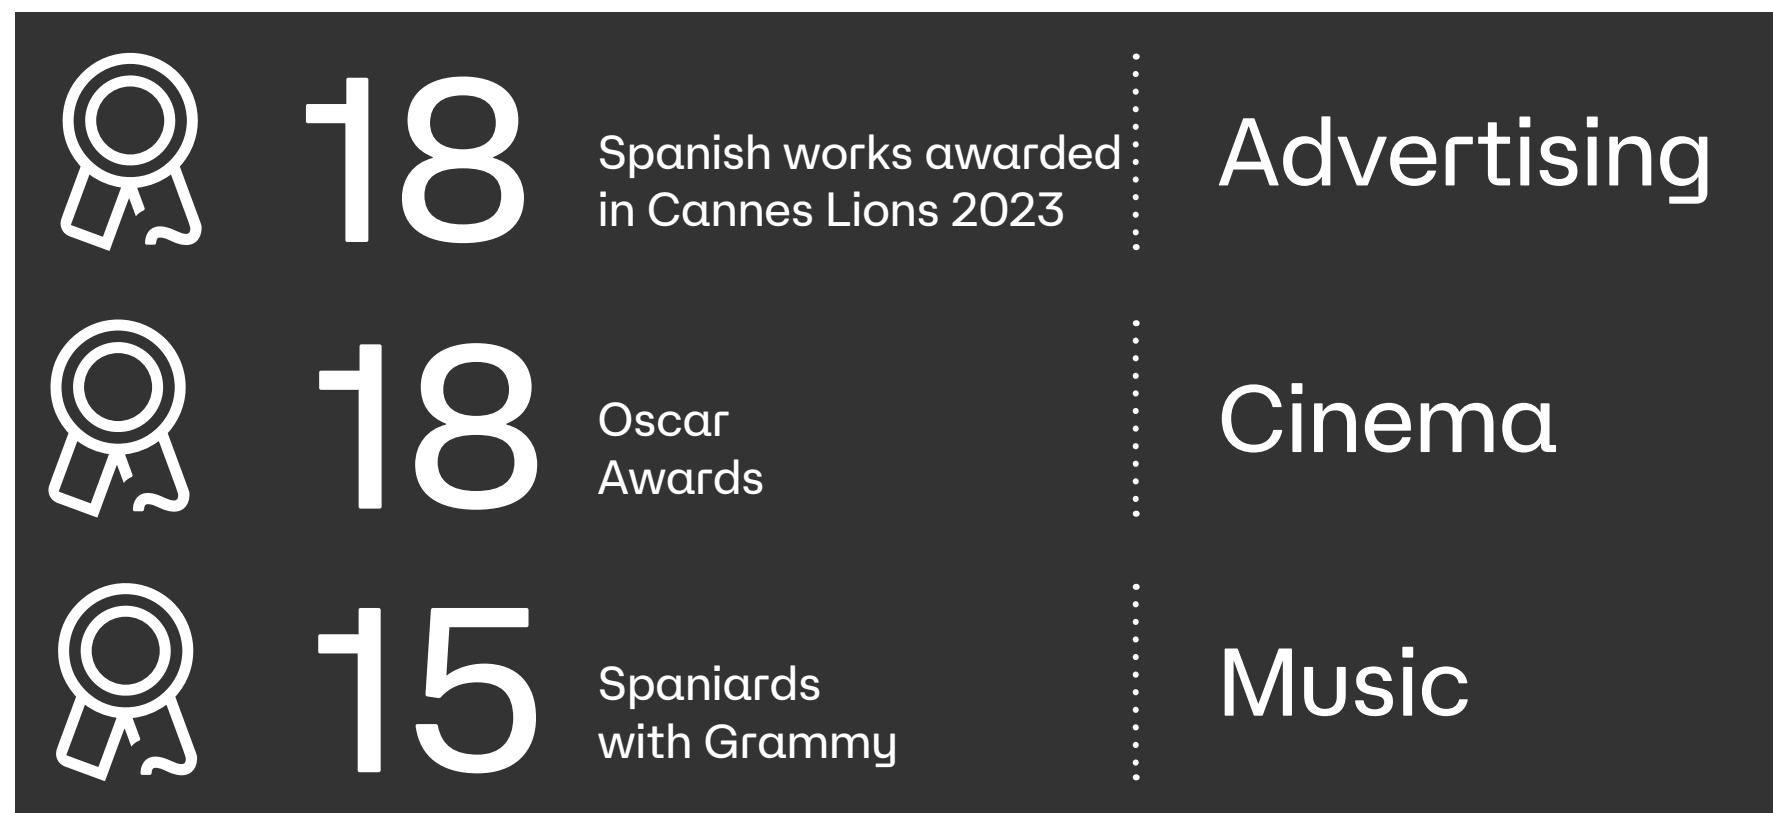 18
Spanish works awarded
in Cannes Lions 2023
Advertising
18
Oscar
Awards
Cinema
15
Spaniards
with Grammy
Music